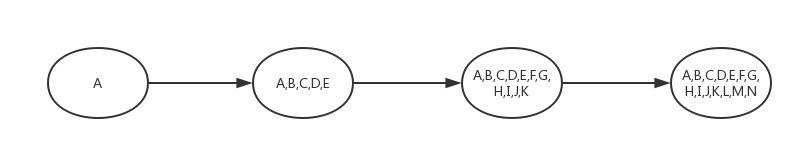 A
A,B,C,D,E
A,B,C,D,E,F,G,
H,I,J,K
A,B,C,D,E,F,G,
H,I,J,K,L,M,N